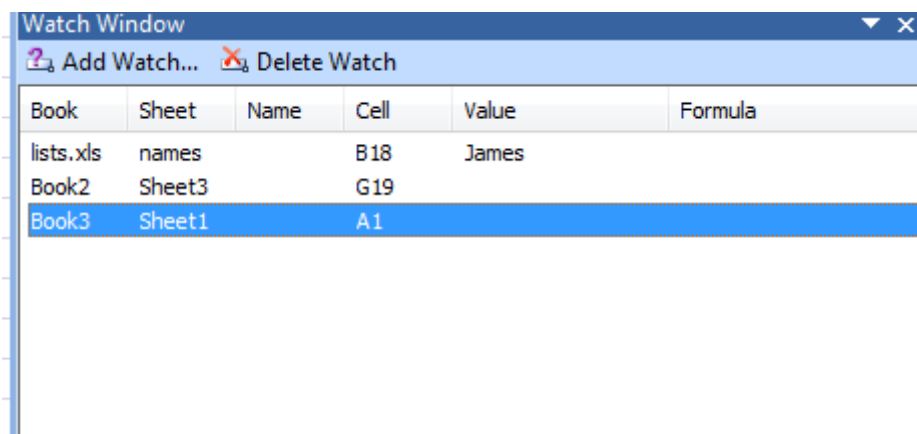 Watch Window
Add Watch... Delete Watch
Book Sheet Name Cell Value Formula
lists.xls names B18 James
Book2 Sheet3 G19
Book3 Sheet1 A1